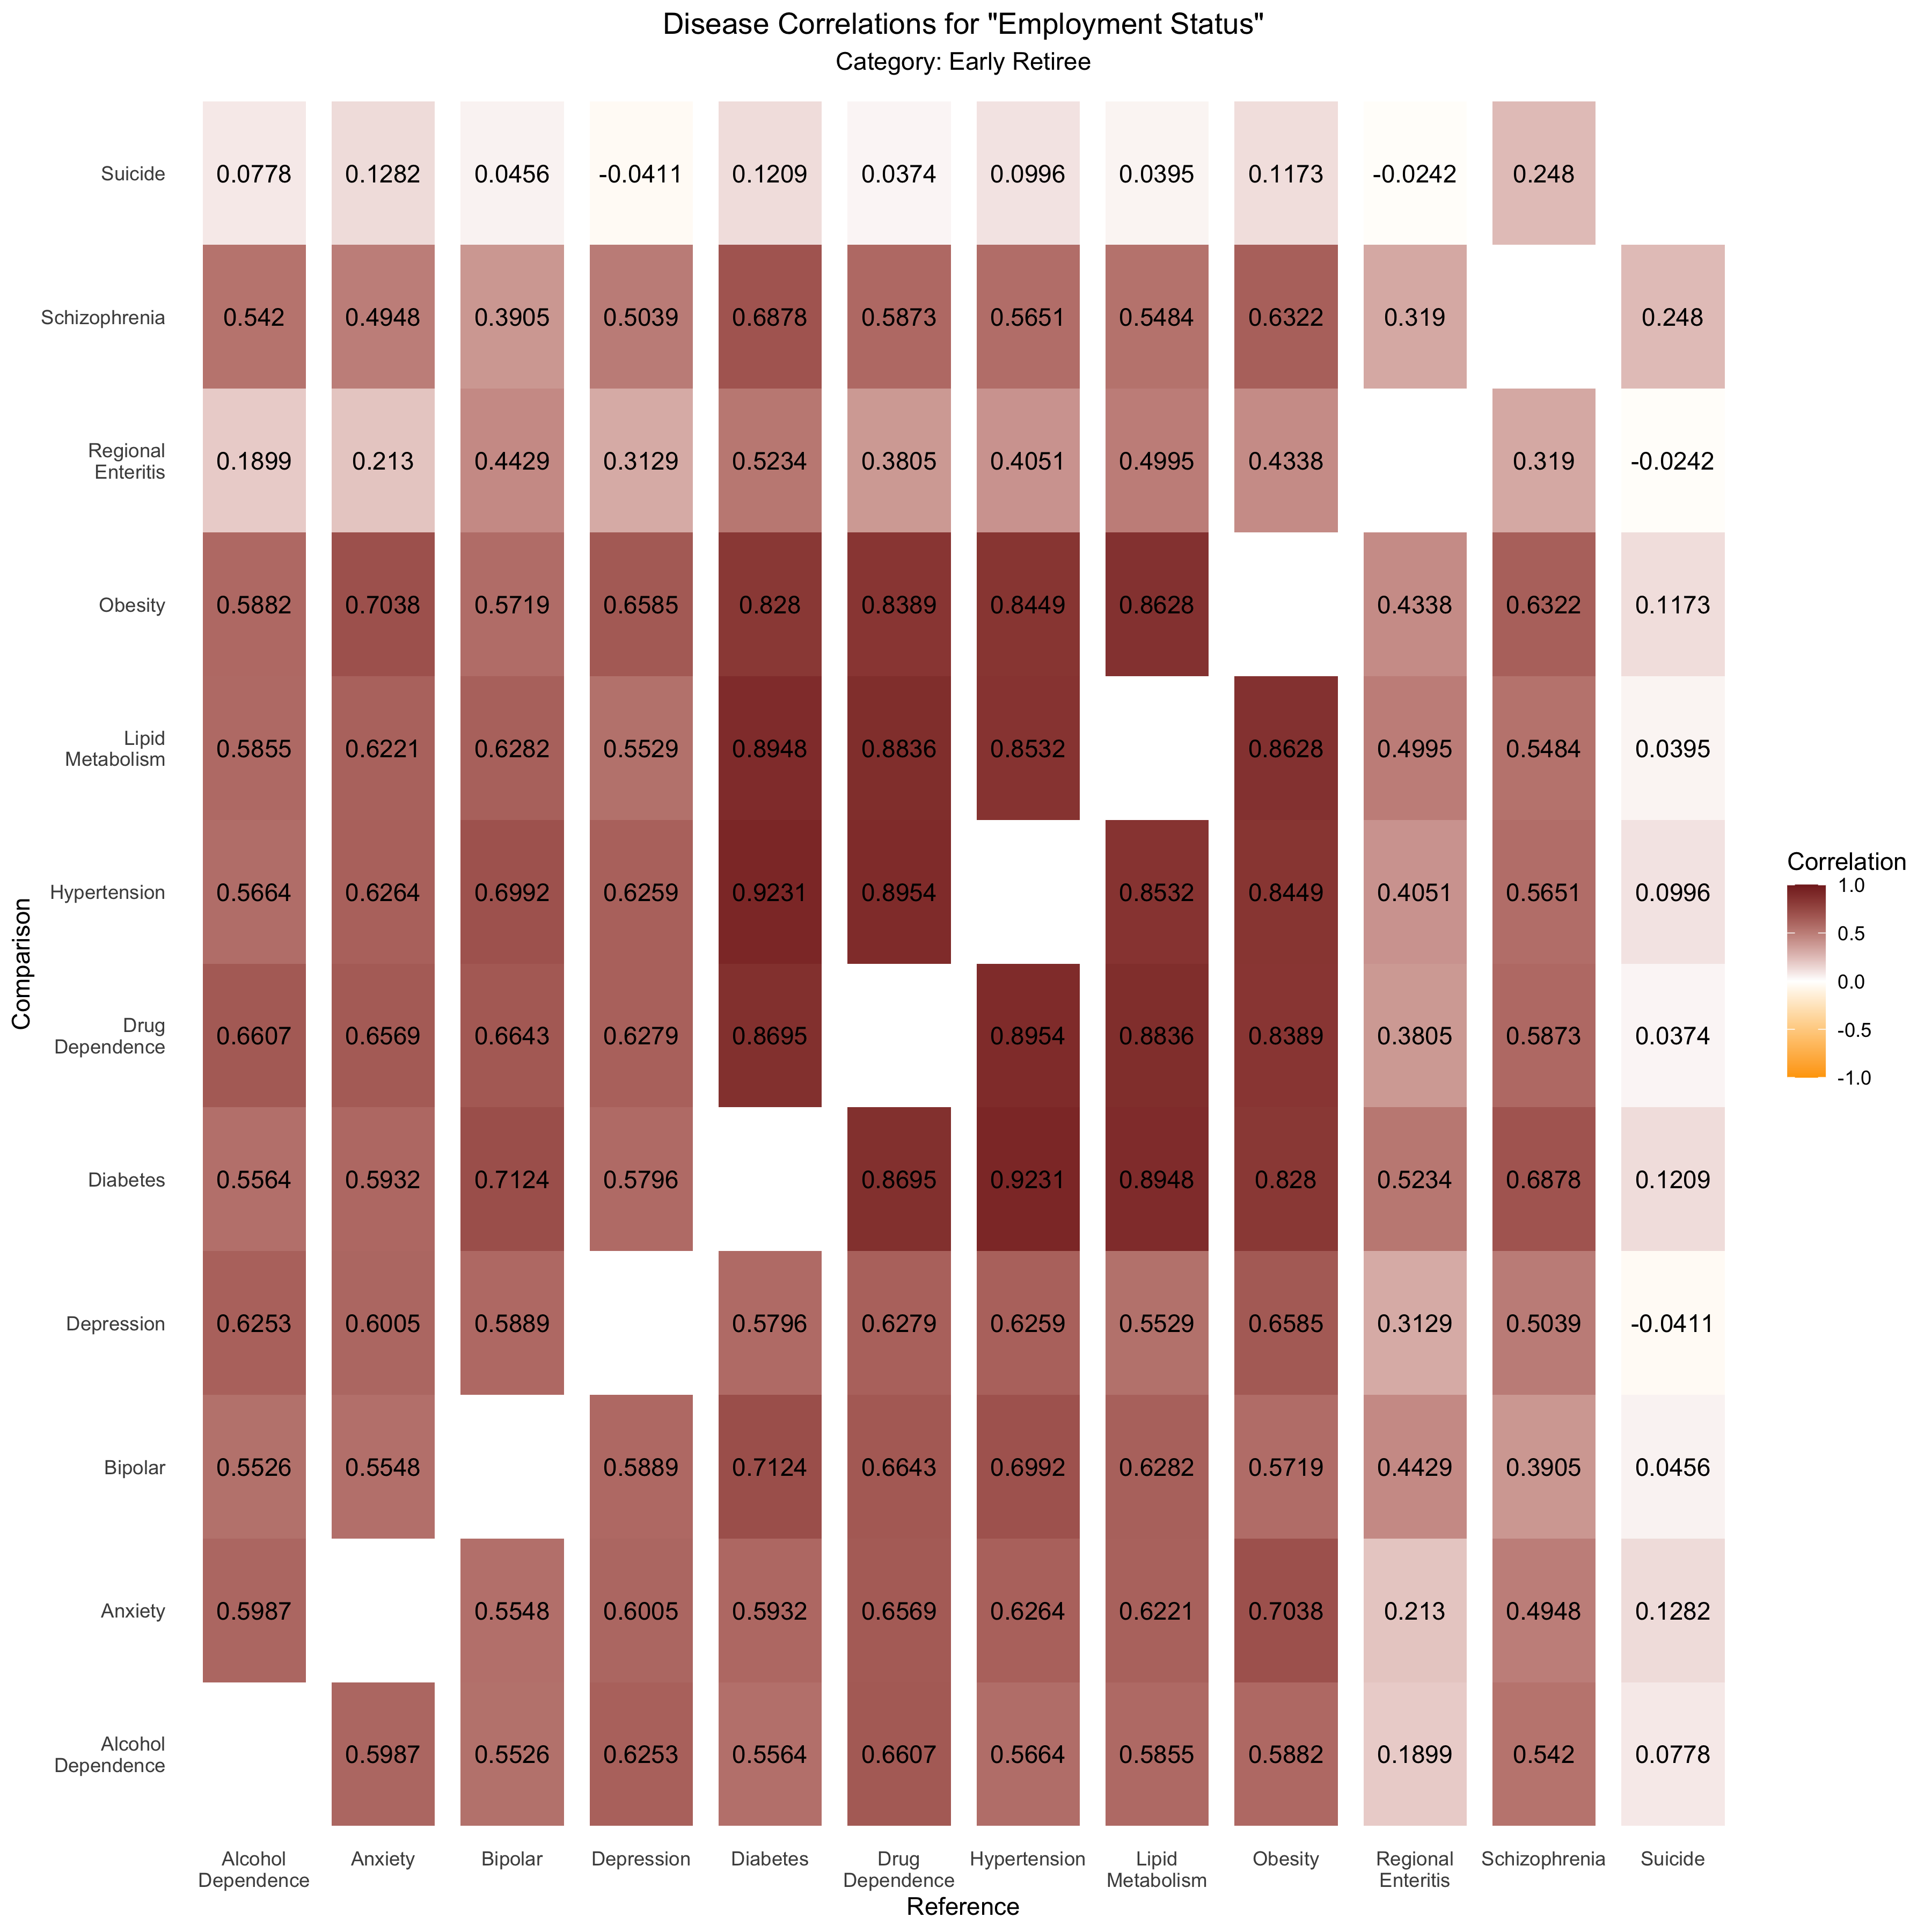 Disease Correlations for "Employment Status"
Category: Early Retiree
Comparison
Suicide
0.0778 0.1282 0.0456 -0.0411 0.1209 0.0374 0.0996 0.0395 0.1173 -0.0242 0.248
Schizophrenia
0.542 0.4948 0.3905 0.5039 0.6878 0.5873 0.5651 0.5484 0.6322 0.319 0.248
Regional
Enteritis
0.1899 0.213 0.4429 0.3129 0.5234 0.3805 0.4051 0.4995 0.4338 0.319 -0.0242
Obesity
0.5882 0.7038 0.5719 0.6585 0.828 0.8389 0.8449 0.8628 0.4338 0.6322 0.1173
Lipid
Metabolism
0.5855 0.6221 0.6282 0.5529 0.8948 0.8836 0.8532 0.8628 0.4995 0.5484 0.0395
Hypertension
0.5664 0.6264 0.6992 0.6259 0.9231 0.8954 0.8532 0.8449 0.4051 0.5651 0.0996
Drug
Dependence
0.6607 0.6569 0.6643 0.6279 0.8695 0.8954 0.8836 0.8389 0.3805 0.5873 0.0374
Diabetes
0.5564 0.5932 0.7124 0.5796 0.8695 0.9231 0.8948 0.828 0.5234 0.6878 0.1209
Depression
0.6253 0.6005 0.5889 0.5796 0.6279 0.6259 0.5529 0.6585 0.3129 0.5039 -0.0411
Bipolar
0.5526 0.5548 0.5889 0.7124 0.6643 0.6992 0.6282 0.5719 0.4429 0.3905 0.0456
Anxiety
0.5987 0.5548 0.6005 0.5932 0.6569 0.6264 0.6221 0.7038 0.213 0.4948 0.1282
Alcohol
Dependence
0.5987 0.5526 0.6253 0.5564 0.6607 0.5664 0.5855 0.5882 0.1899 0.542 0.0778
Alcohol
Dependence
Anxiety
Bipolar
Depression
Diabetes
Drug
Dependence
Hypertension
Lipid
Metabolism
Obesity
Regional
Enteritis
Schizophrenia
Suicide
Reference
Correlation
1.0
0.5
0.0
-0.5
-1.0